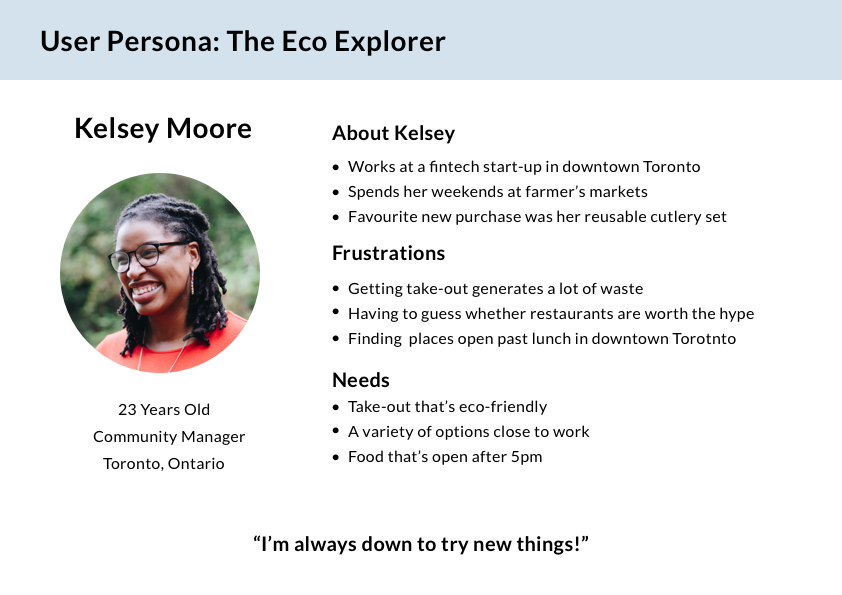 User Persona: The Eco Explorer
Kelsey Moore
23 Years Old
Community Manager
Toronto, Ontario
About Kelsey
• Works at a fintech start-up in downtown Toronto
• Spends her weekends at farmer’s markets
• Favourite new purchase was her reusable cutlery set
Frustrations
• Getting take-out generates a lot of waste
• Having to guess whether restaurants are worth the hype
• Finding  places open past lunch in downtown Torotnto
Needs
• Take-out that’s eco-friendly
• A variety of options close to work
• Food that’s open after 5pm
“I’m always down to try new things!”